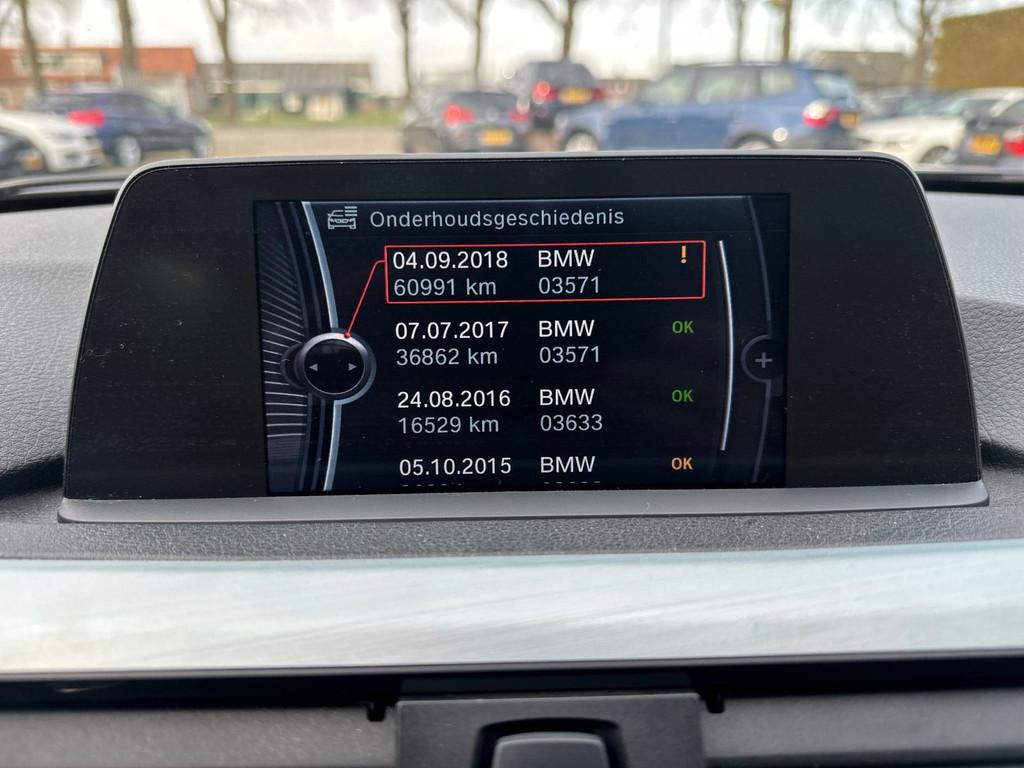 Onderhoudsgeschiedenis
04.09.2018 BMW !
60991 km 03571
07.07.2017 BMW OK
36862 km 03571
24.08.2016 BMW OK
16529 km 03633
05.10.2015 BMW OK